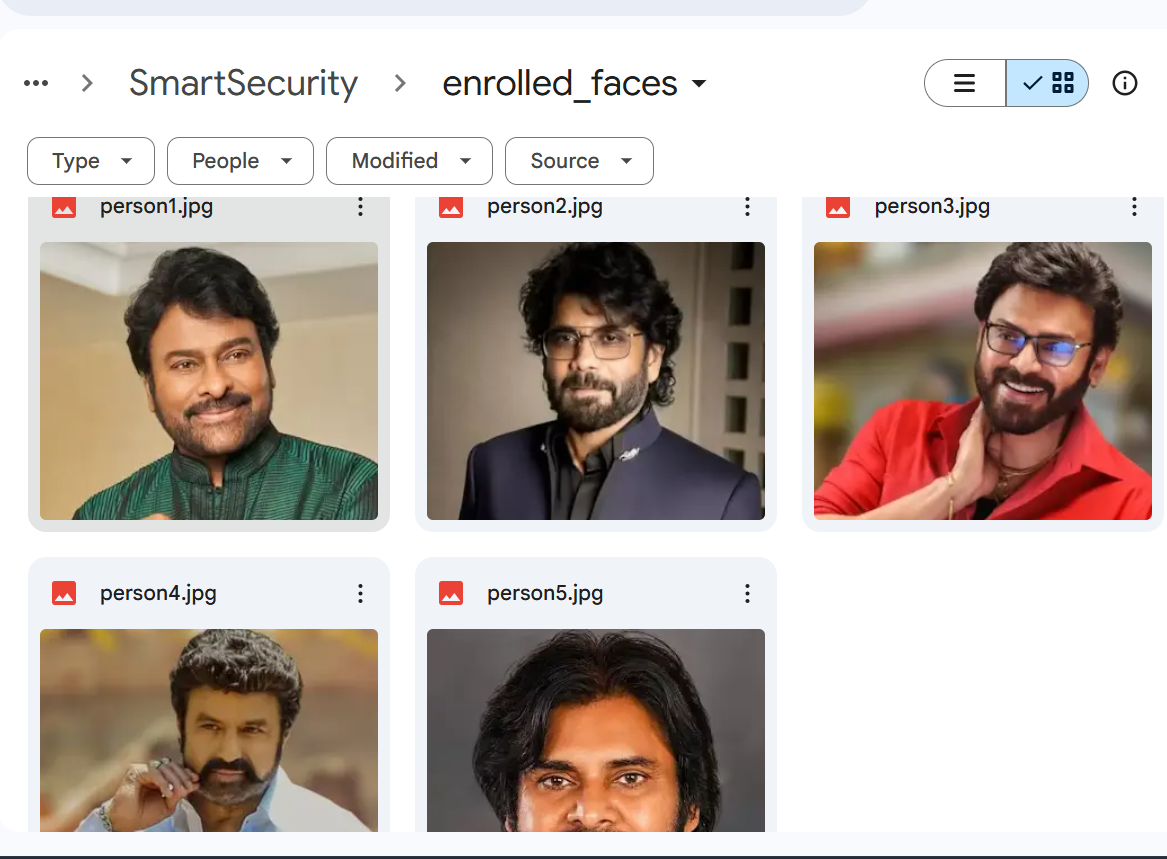 SmartSecurity > enrolled_faces
Type People Modified Source
person1.jpg person2.jpg person3.jpg
person4.jpg person5.jpg